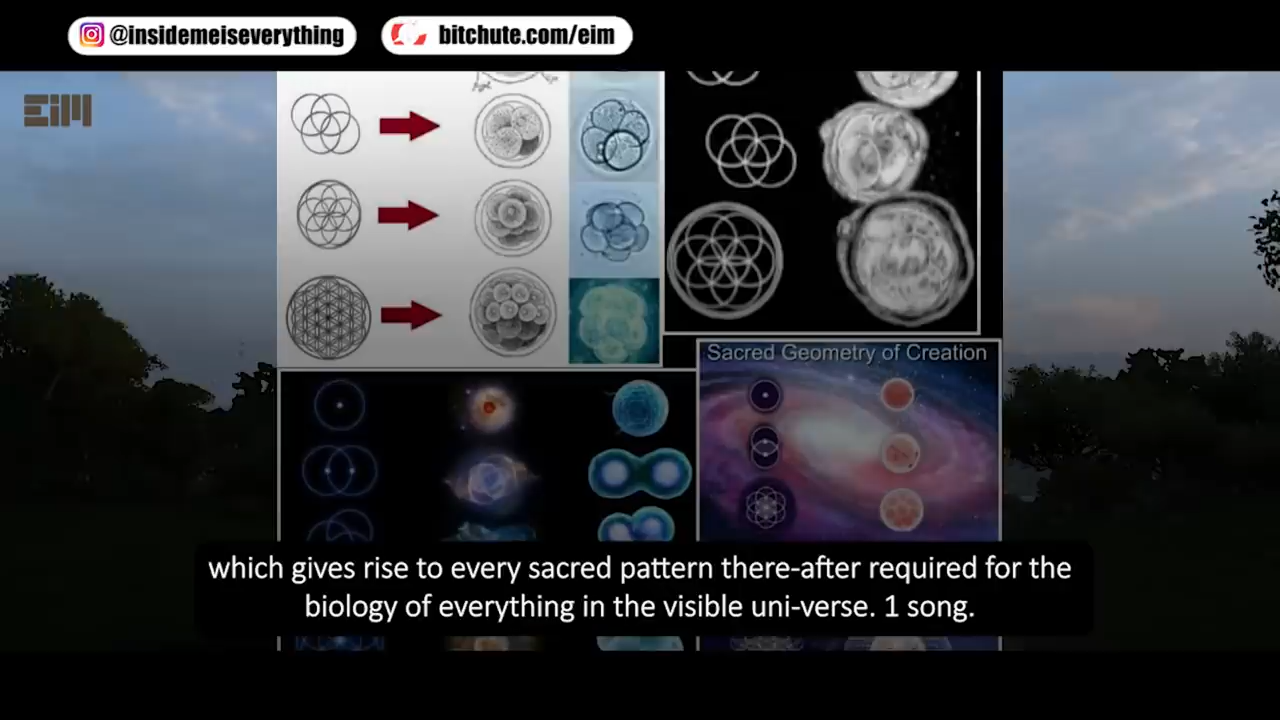 @insidemeiseverything
bitchute.com/eim
EiM
Sacred Geometry of Creation
which gives rise to every sacred pattern there-after required for the
biology of everything in the visible uni-verse. 1 song.